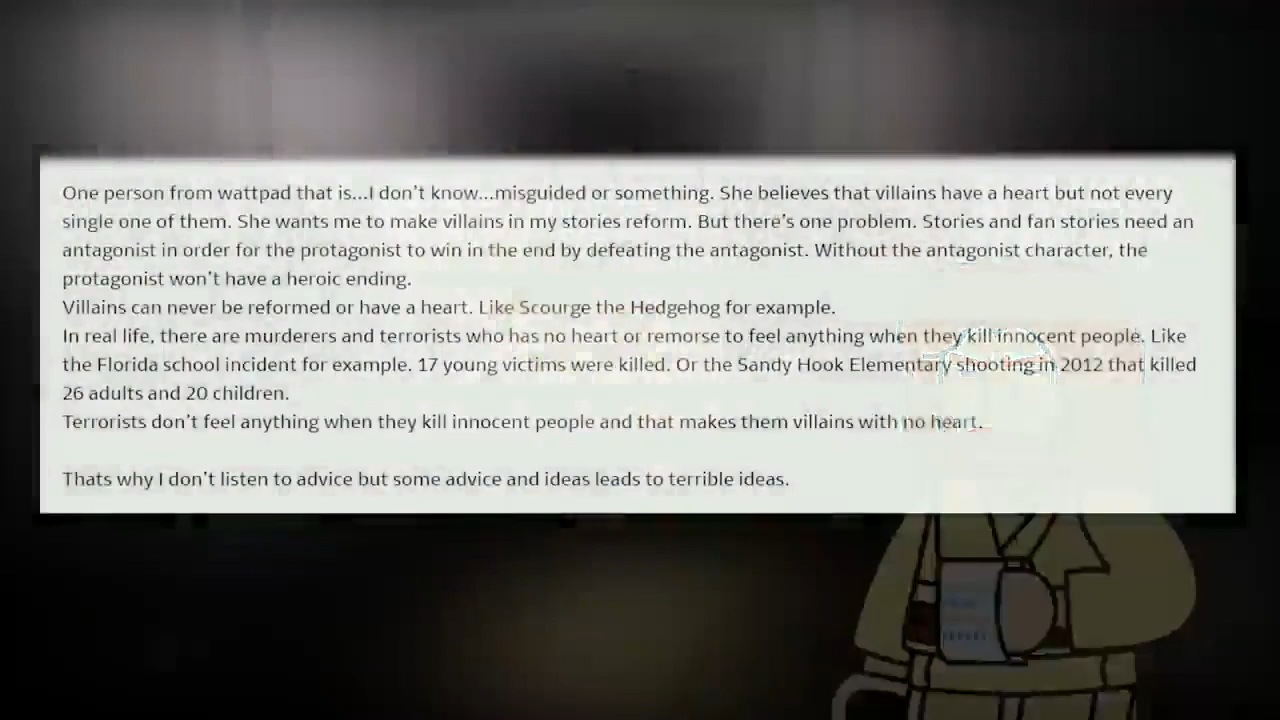 One person from wattpad that is...I don't know...misguided or something. She believes that villains have a heart but not every
single one of them. She wants me to make villains in my stories reform. But there's one problem. Stories and fan stories need an
antagonist in order for the protagonist to win in the end by defeating the antagonist. Without the antagonist character, the
protagonist won't have a heroic ending.
Villains can never be reformed or have a heart. Like Scourge the Hedgehog for example.
In real life, there are murderers and terrorists who has no heart or remorse to feel anything when they kill innocent people. Like
the Florida school incident for example. 17 young victims were killed. Or the Sandy Hook Elementary shooting in 2012 that killed
26 adults and 20 children.
Terrorists don't feel anything when they kill innocent people and that makes them villains with no heart.
Thats why I don't listen to advice but some advice and ideas leads to terrible ideas.